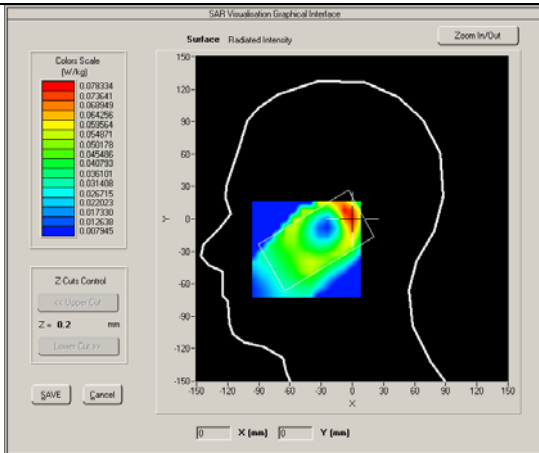 SAR Visualisation Graphical Interface
Surface Radiated Intensity
Zoom In/Out
Colors Scale
(W/kg)
0.078334
0.073641
0.068949
0.064256
0.059564
0.054871
0.050178
0.045486
0.040793
0.036101
0.031408
0.026715
0.022023
0.017330
0.012638
0.007945
150
120
90
60
30
0
-30
-60
-90
-120
-150
Y
-150 -120 -90 -60 -30 0 30 60 90 120 150
X
Z Cuts Control
<< Upper Cut
Z = 0.2 mm
Lower Cut >>
SAVE Cancel
0 X (mm) 0 Y (mm)